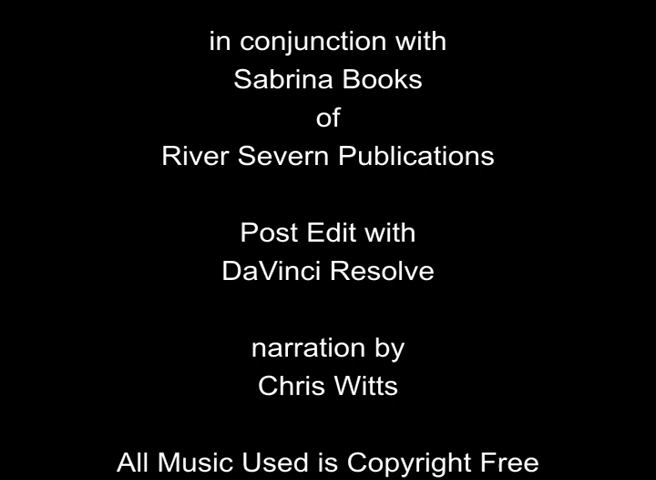 in conjunction with
Sabrina Books
of
River Severn Publications
Post Edit with
DaVinci Resolve
narration by
Chris Witts
All Music Used is Copyright Free